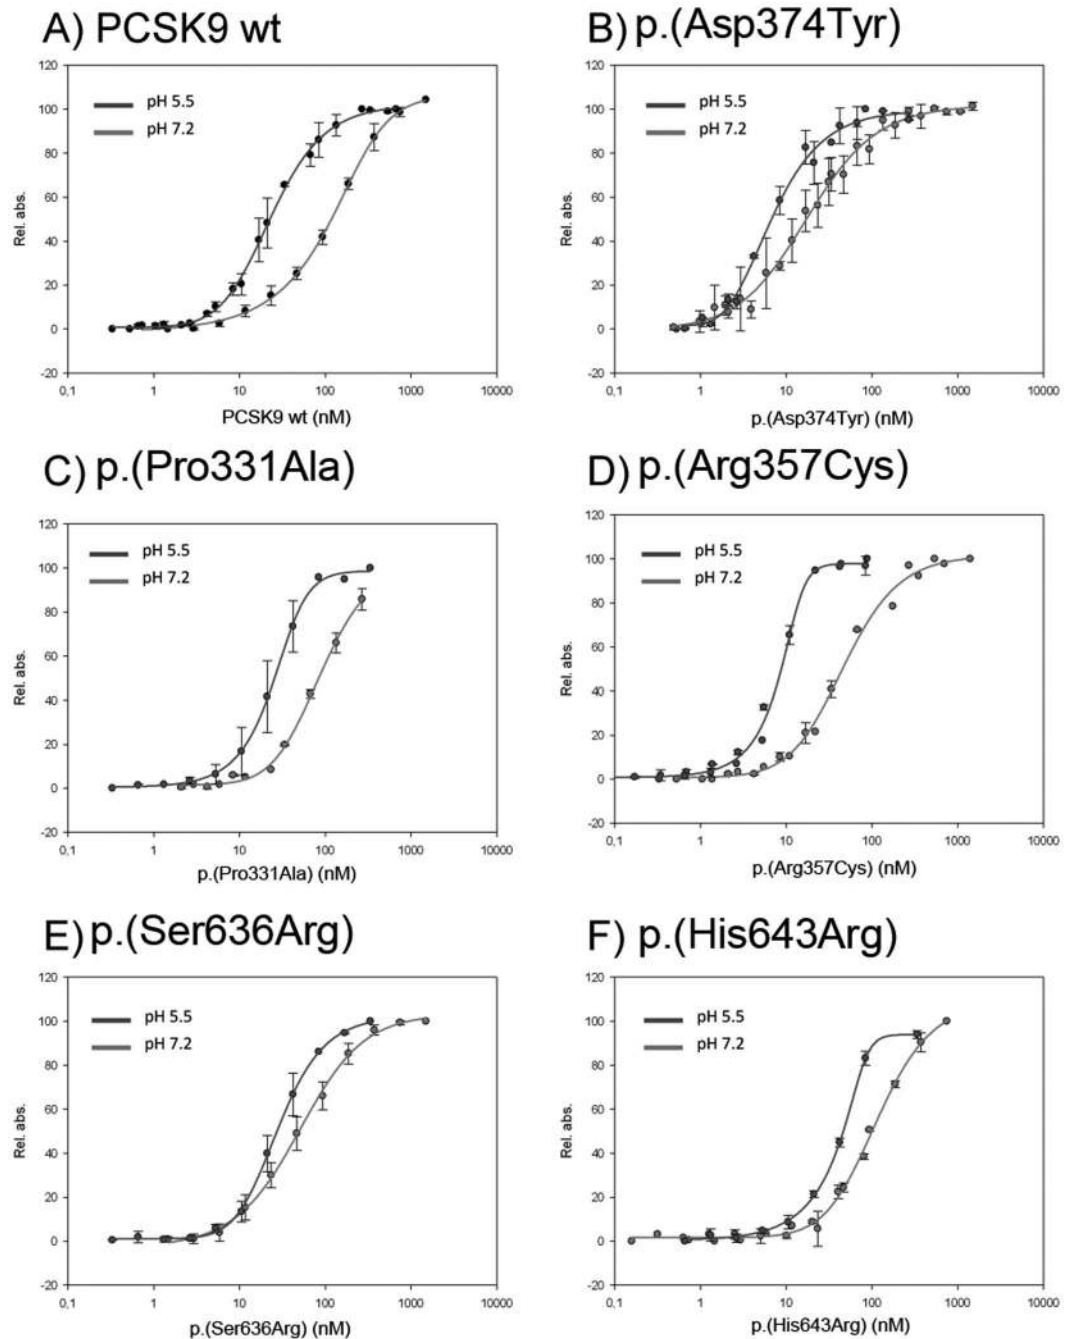 A) PCSK9 wt
120
100
80
60
40
20
0
-20
Rel. abs.
pH 5.5
pH 7.2
0,1 1 10 100 1000 10000
PCSK9 wt (nM)
B) p.(Asp374Tyr)
120
100
80
60
40
20
0
-20
Rel. abs.
pH 5.5
pH 7.2
0,1 1 10 100 1000 10000
p.(Asp374Tyr) (nM)
C) p.(Pro331Ala)
120
100
80
60
40
20
0
-20
Rel. abs.
pH 5.5
pH 7.2
0,1 1 10 100 1000 10000
p.(Pro331Ala) (nM)
D) p.(Arg357Cys)
120
100
80
60
40
20
0
-20
Rel. abs.
pH 5.5
pH 7.2
0,1 1 10 100 1000 10000
p.(Arg357Cys) (nM)
E) p.(Ser636Arg)
120
100
80
60
40
20
0
-20
Rel. abs.
pH 5.5
pH 7.2
0,1 1 10 100 1000 10000
p.(Ser636Arg) (nM)
F) p.(His643Arg)
120
100
80
60
40
20
0
-20
Rel. abs.
pH 5.5
pH 7.2
0,1 1 10 100 1000 10000
p.(His643Arg) (nM)